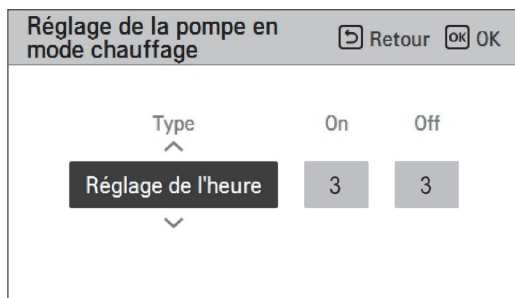 Réglage de la pompe en
mode chauffage
Retour OK OK
Type On Off
Réglage de l'heure 3 3